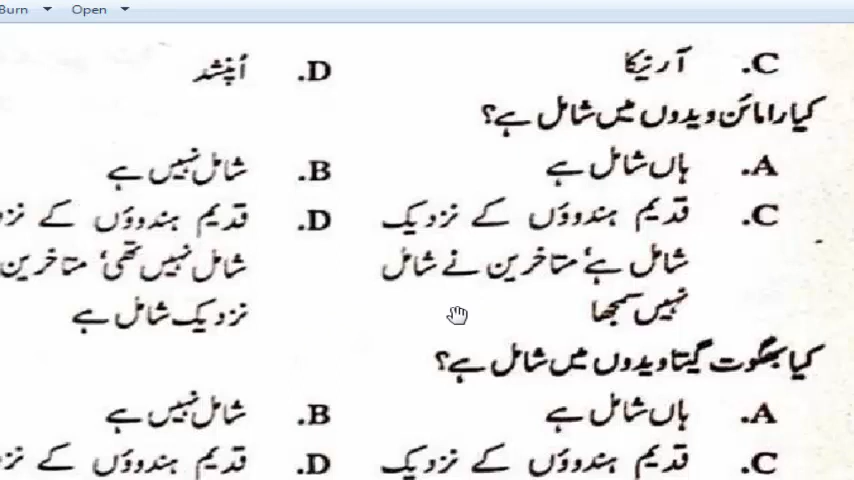 Burn Open
C. آرنیکا D. اُپنشد
کیا رامائن ویدوں میں شامل ہے؟
A. ہاں شامل ہے B. شامل نہیں ہے
C. قدیم ہندوؤں کے نزدیک D. قدیم ہندوؤں کے
شامل ہے، متاخرین نے شامل شامل نہیں تھی، متاخرین
نہیں سمجھا نزدیک شامل ہے
کیا بھگوت گیتا ویدوں میں شامل ہے؟
A. ہاں شامل ہے B. شامل نہیں ہے
C. قدیم ہندوؤں کے نزدیک D. قدیم ہندوؤں کے